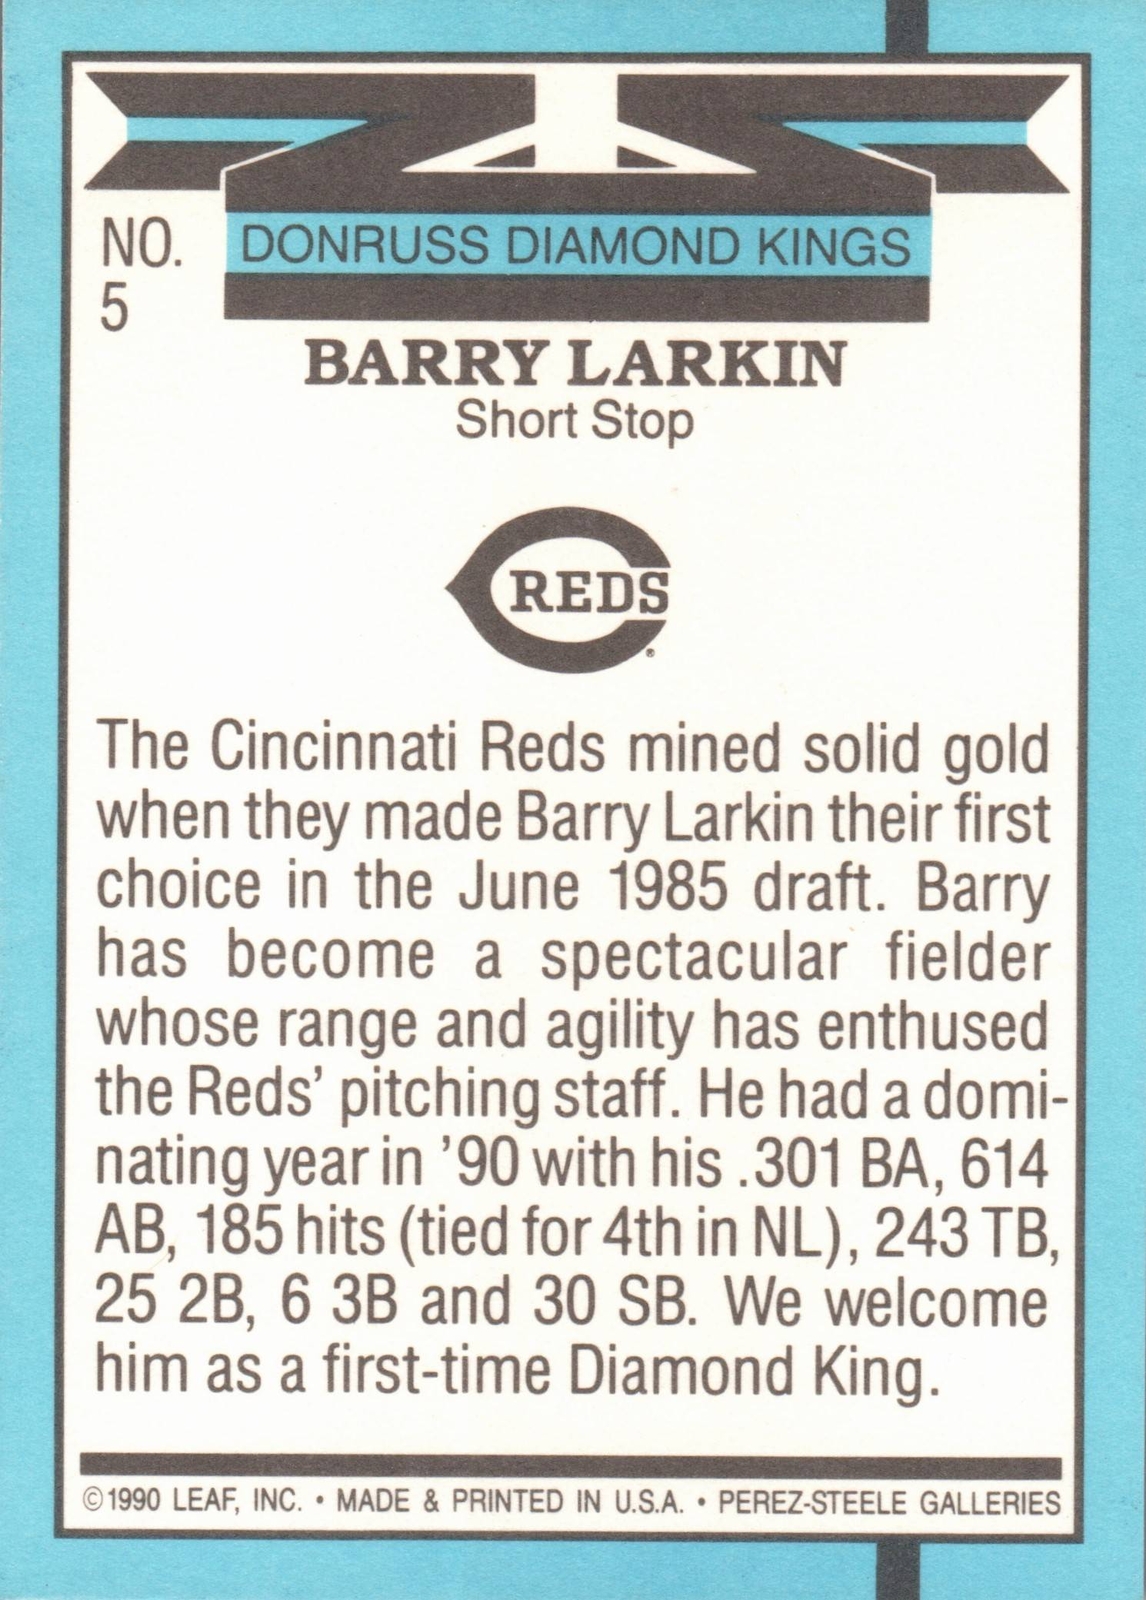 NO.
5
DONRUSS DIAMOND KINGS
BARRY LARKIN
Short Stop
REDS
®
The Cincinnati Reds mined solid gold
when they made Barry Larkin their first
choice in the June 1985 draft. Barry
has become a spectacular fielder
whose range and agility has enthused
the Reds' pitching staff. He had a domi-
nating year in '90 with his .301 BA, 614
AB, 185 hits (tied for 4th in NL), 243 TB,
25 2B, 6 3B and 30 SB. We welcome
him as a first-time Diamond King.
©1990 LEAF, INC. • MADE & PRINTED IN U.S.A. • PEREZ-STEELE GALLERIES